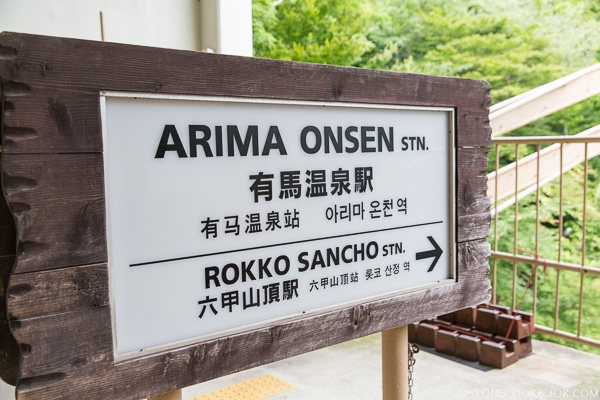 ARIMA ONSEN STN.
有馬温泉駅
有马温泉站 아리마 온천 역
ROKKO SANCHO STN.
六甲山頂駅 六甲山顶站 롯코 산정 역
JUSTONECOOKBOOK.COM